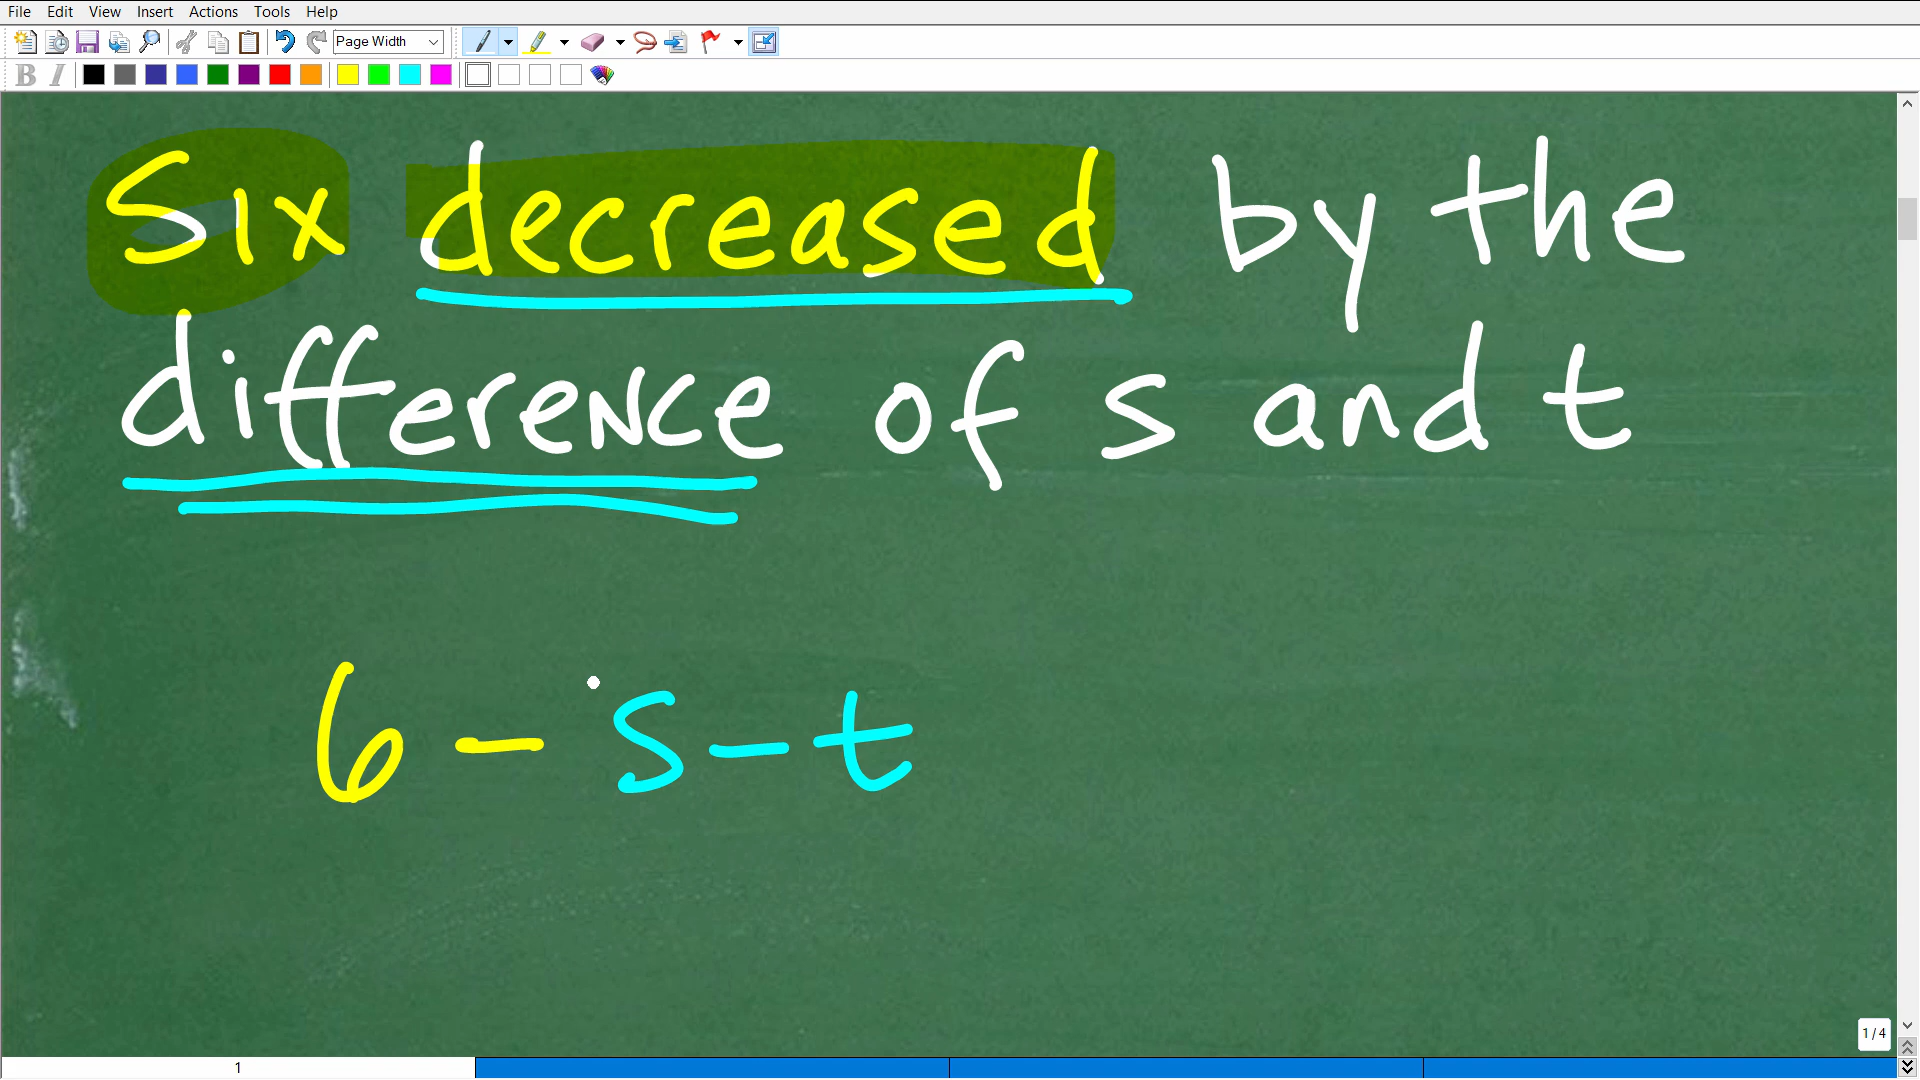 File Edit View Insert Actions Tools Help
Page Width
B I
Six decreased by the
difference of s and t
6 - s - t
1 / 4
1